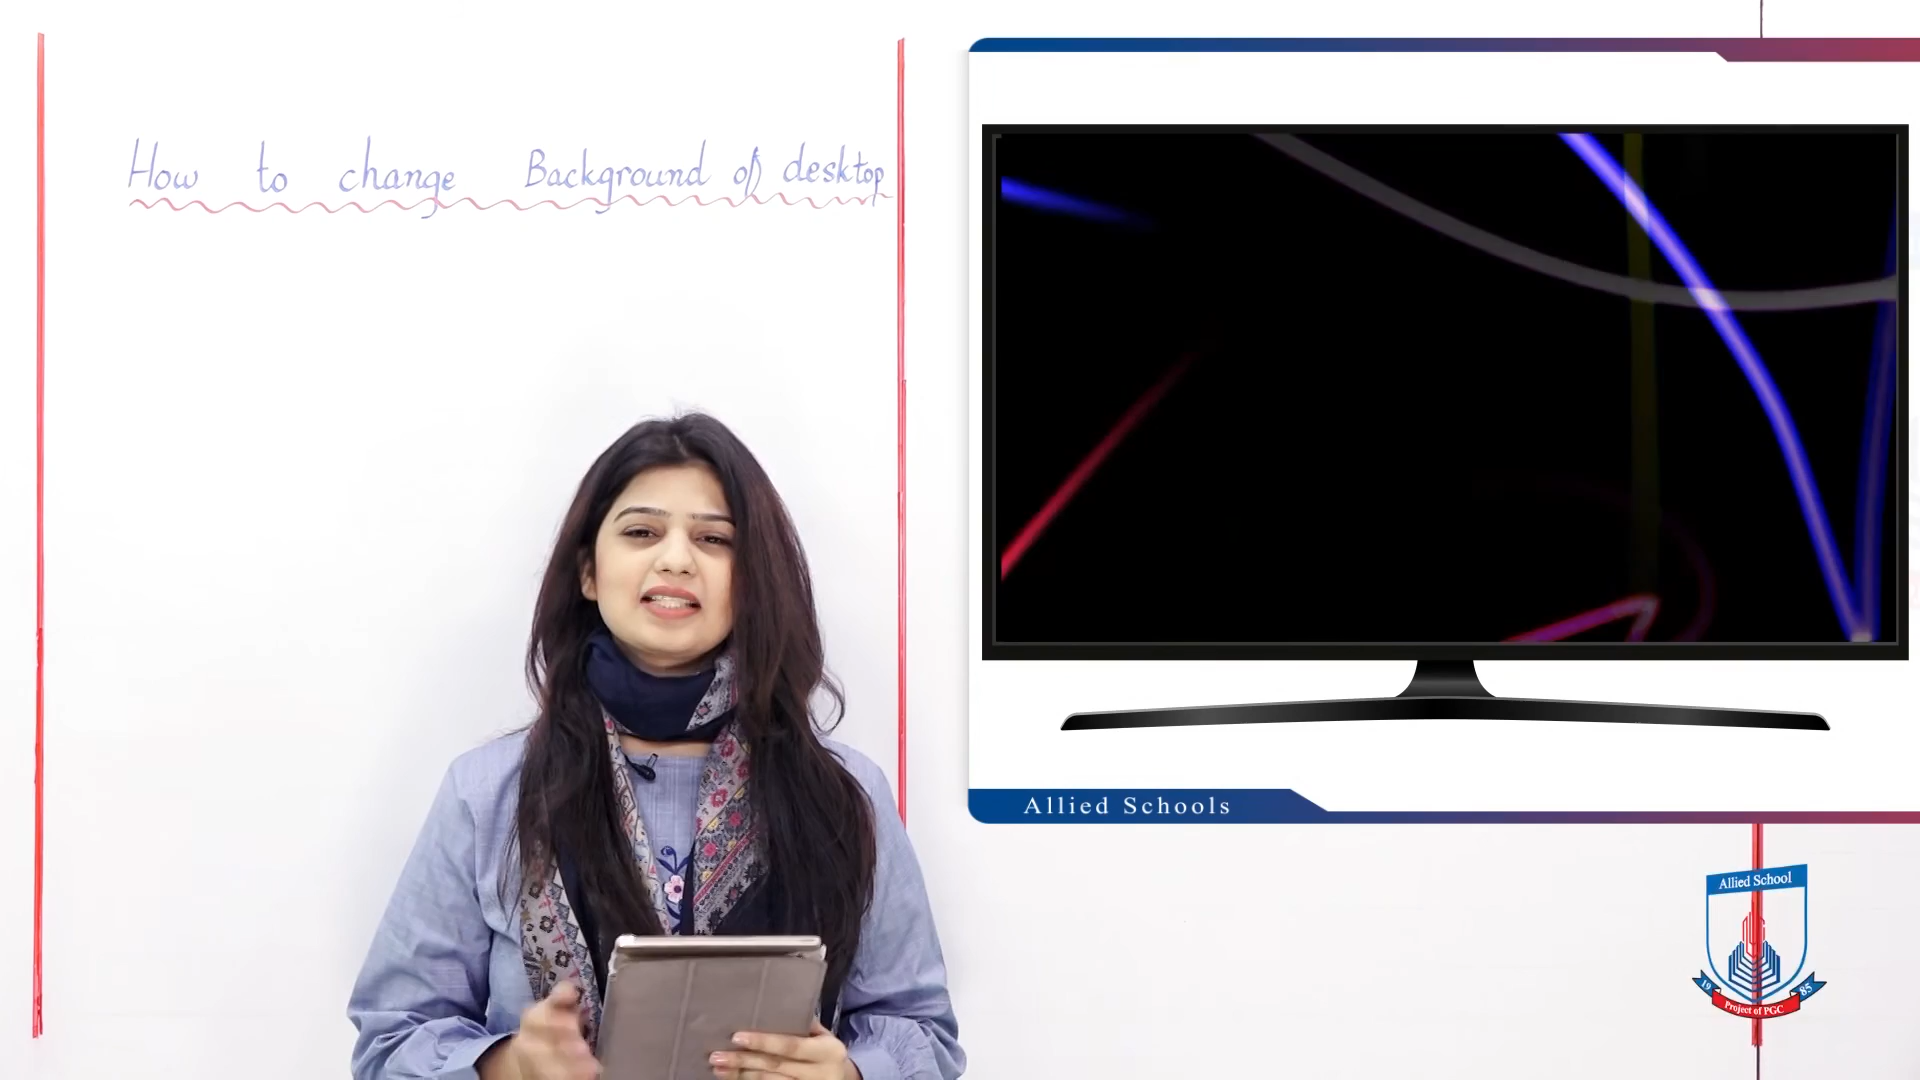 How to change Background of desktop
Allied Schools
Allied School
19 85
Project of PGC